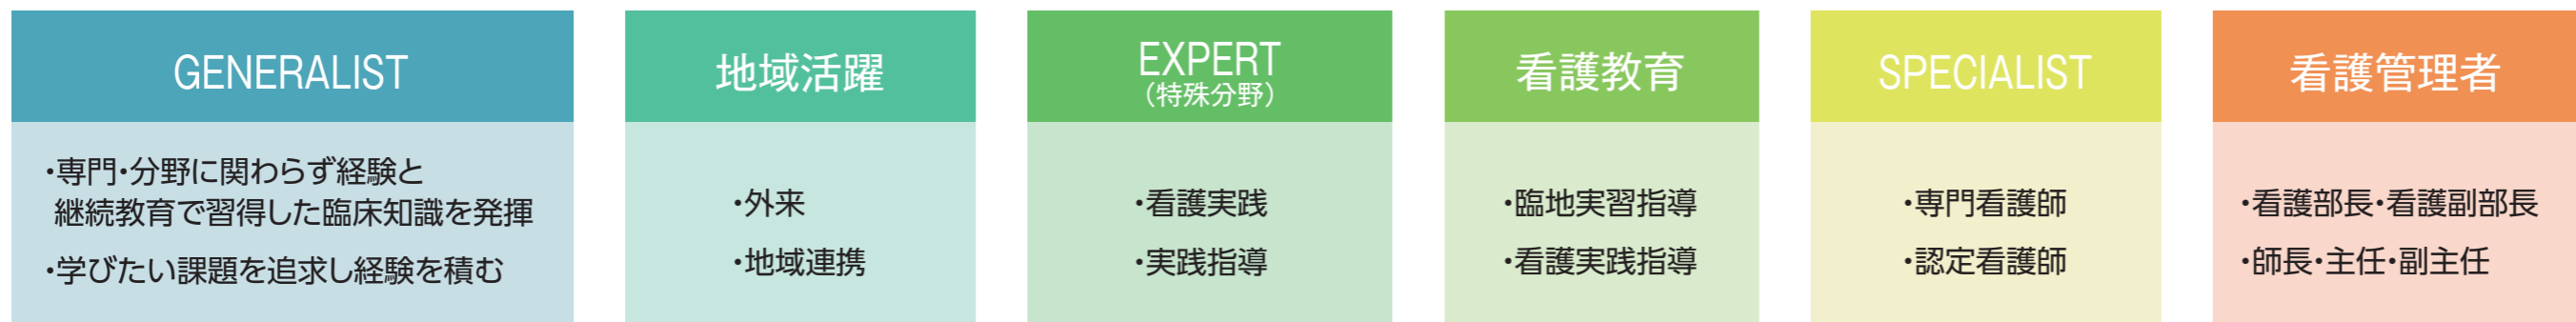 GENERALIST
・専門・分野に関わらず経験と
継続教育で習得した臨床知識を発揮
・学びたい課題を追求し経験を積む
地域活躍
・外来
・地域連携
EXPERT
(特殊分野)
・看護実践
・実践指導
看護教育
・臨地実習指導
・看護実践指導
SPECIALIST
・専門看護師
・認定看護師
看護管理者
・看護部長・看護副部長
・師長・主任・副主任